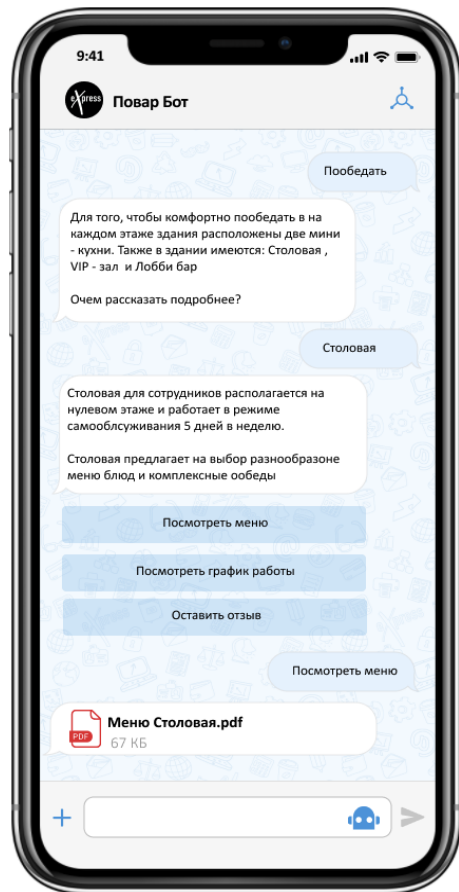 9:41
eXpress
Повар Бот
Пообедать
Для того, чтобы комфортно пообедать в на
каждом этаже здания расположены две мини
- кухни. Также в здании имеются: Столовая ,
VIP - зал  и Лобби бар
Очем рассказать подробнее?
Столовая
Столовая для сотрудников располагается на
нулевом этаже и работает в режиме
самооблсуживания 5 дней в неделю.
Столовая предлагает на выбор разнообразоне
меню блюд и комплексные ообеды
Посмотреть меню
Посмотреть график работы
Оставить отзыв
Посмотреть меню
PDF
Меню Столовая.pdf
67 КБ